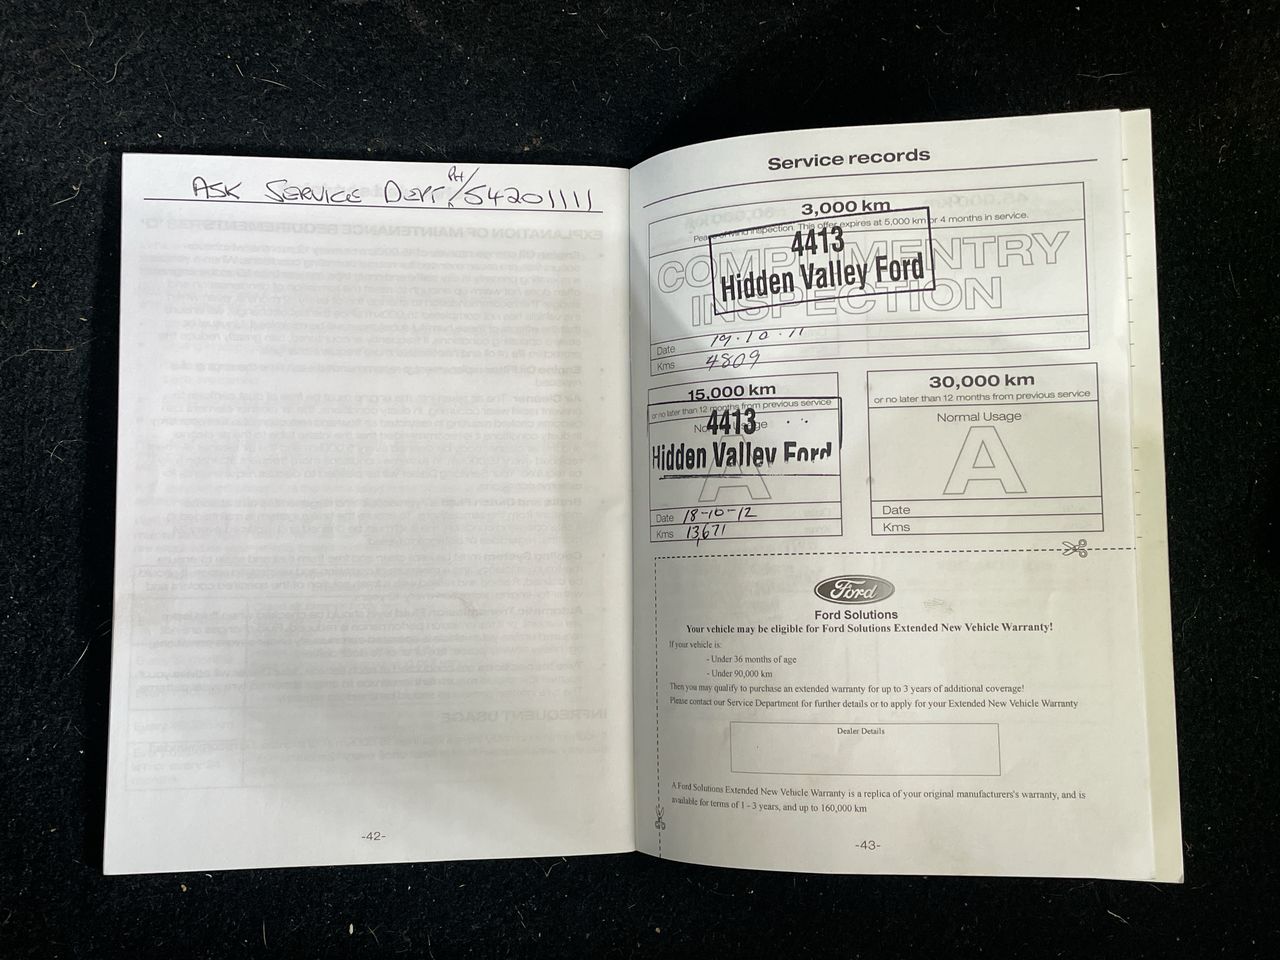 ASK SERVICE DEPT PH/54201111
-42-
Service records
3,000 km
Peace of mind inspection. This offer expires at 5,000 km or 4 months in service.
COMPLIMENTRY
INSPECTION
4413
Hidden Valley Ford
Date 19.10.11
Kms 4809
15,000 km
or no later than 12 months from previous service
Normal Usage
A
4413
Hidden Valley Ford
Date 18-10-12
Kms 13,671
30,000 km
or no later than 12 months from previous service
Normal Usage
A
Date
Kms
Ford
Ford Solutions
Your vehicle may be eligible for Ford Solutions Extended New Vehicle Warranty!
If your vehicle is:
- Under 36 months of age
- Under 90,000 km
Then you may qualify to purchase an extended warranty for up to 3 years of additional coverage!
Please contact our Service Department for further details or to apply for your Extended New Vehicle Warranty
Dealer Details
A Ford Solutions Extended New Vehicle Warranty is a replica of your original manufacturers's warranty, and is
available for terms of 1 - 3 years, and up to 160,000 km
-43-